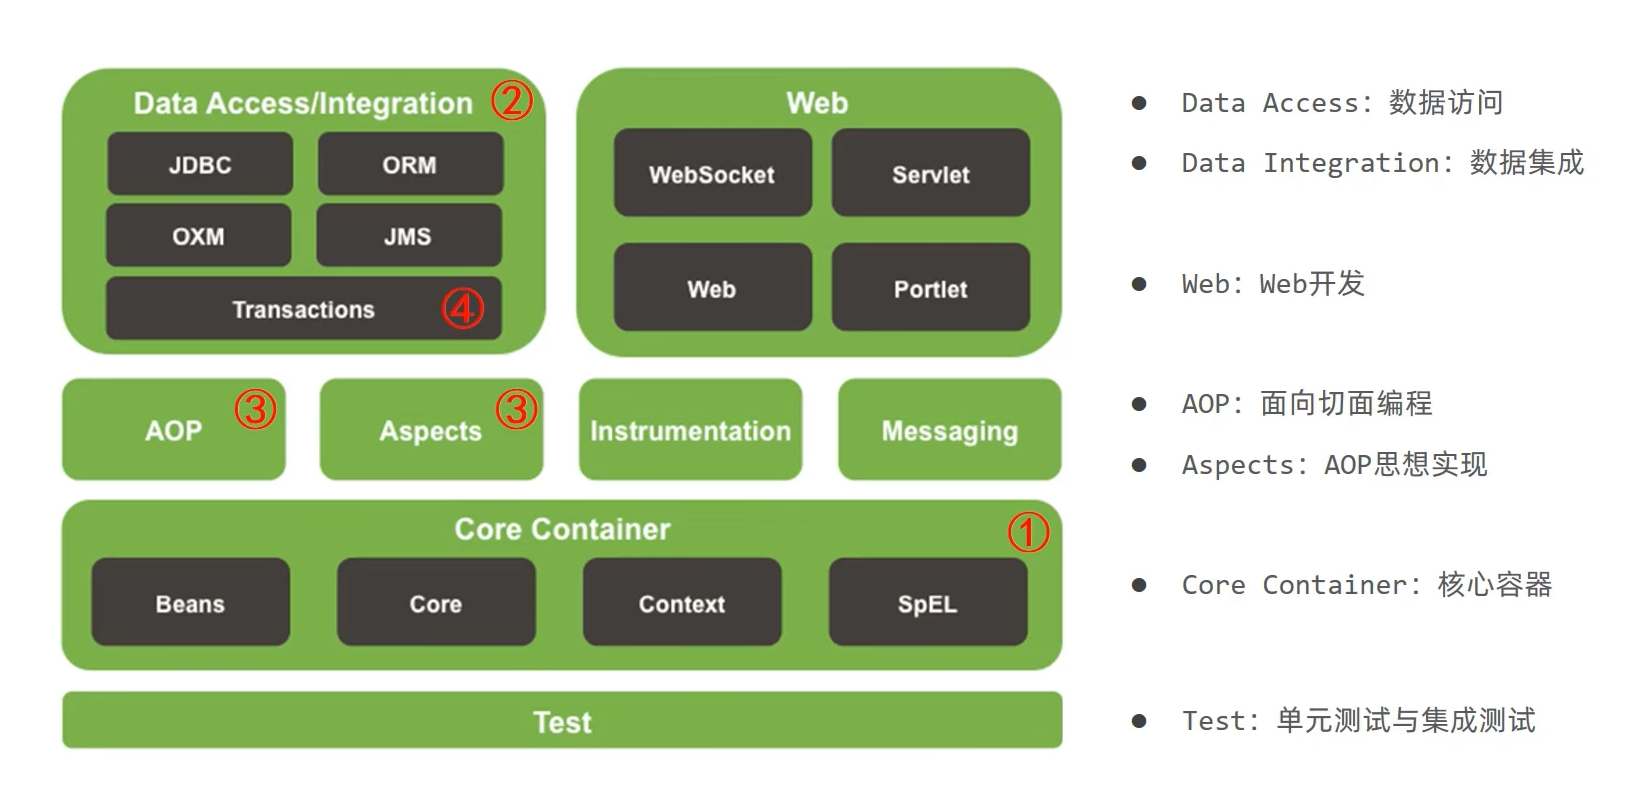 Data Access/Integration ②
JDBC
ORM
OXM
JMS
Transactions ④
Web
WebSocket
Servlet
Web
Portlet
AOP ③
Aspects ③
Instrumentation
Messaging
Core Container ①
Beans
Core
Context
SpEL
Test
● Data Access：数据访问
● Data Integration：数据集成
● Web：Web开发
● AOP：面向切面编程
● Aspects：AOP思想实现
● Core Container：核心容器
● Test：单元测试与集成测试